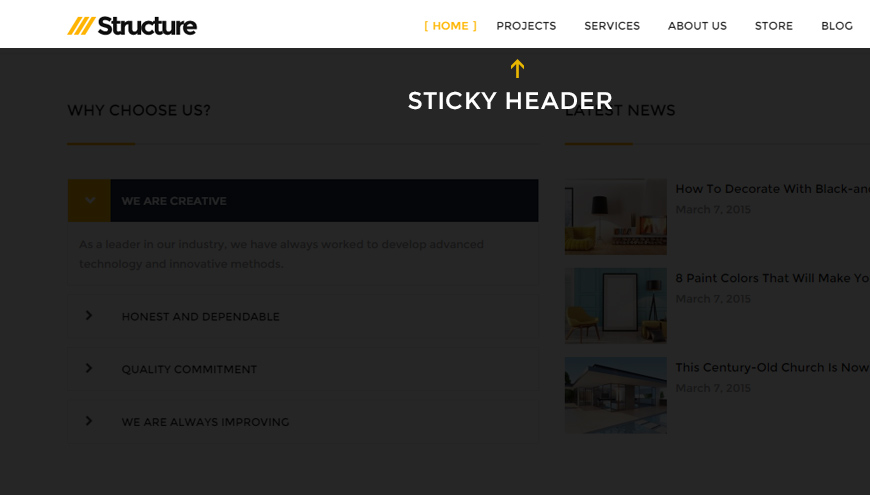 Structure
[ HOME ] PROJECTS SERVICES ABOUT US STORE BLOG
STICKY HEADER
WHY CHOOSE US?
WE ARE CREATIVE
As a leader in our industry, we have always worked to develop advanced
technology and innovative methods.
HONEST AND DEPENDABLE
QUALITY COMMITMENT
WE ARE ALWAYS IMPROVING
LATEST NEWS
How To Decorate With Black-an
March 7, 2015
8 Paint Colors That Will Make Yo
March 7, 2015
This Century-Old Church Is Now
March 7, 2015